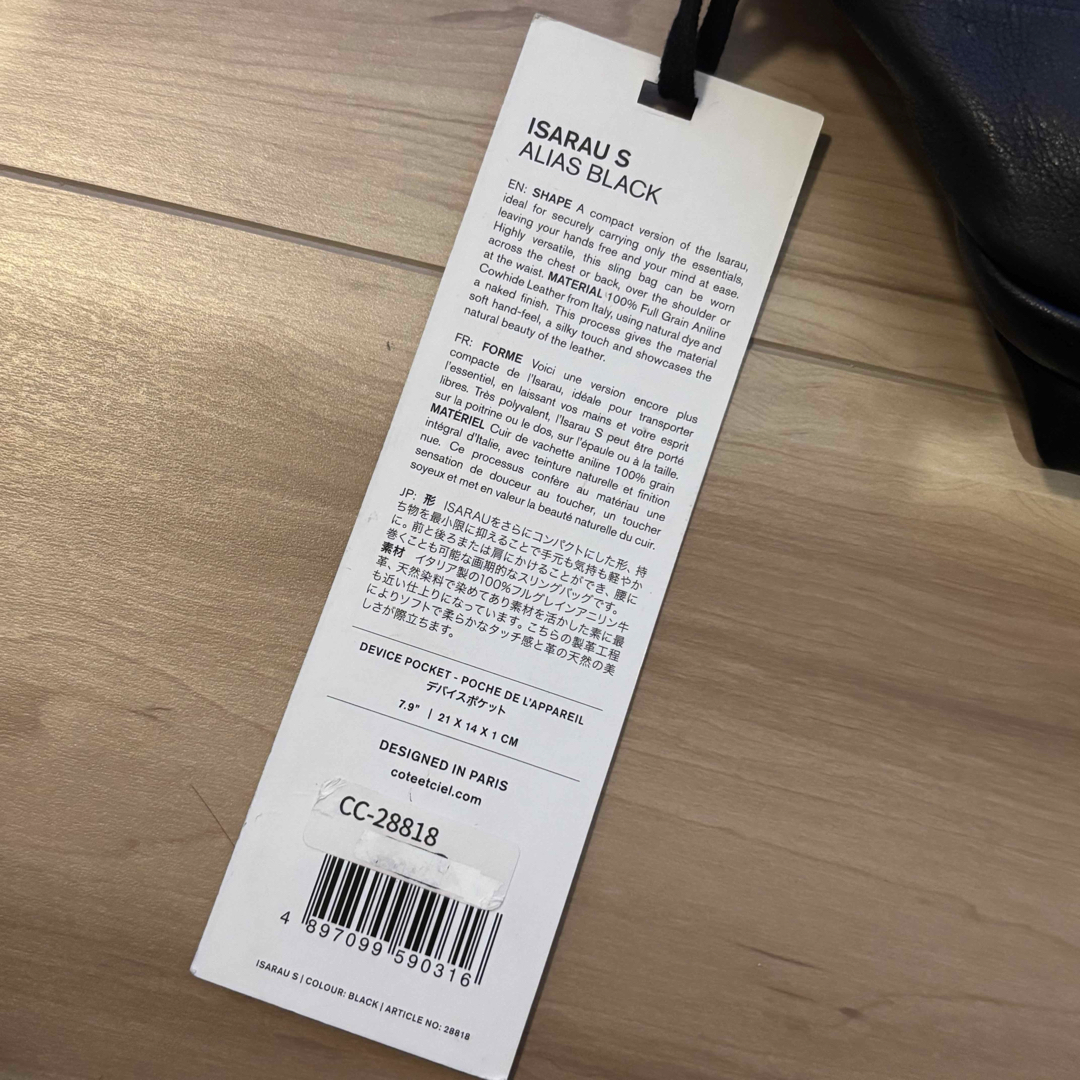 ISARAU S
ALIAS BLACK
EN: SHAPE A compact version of the Isarau,
ideal for securely carrying only the essentials,
leaving your hands free and your mind at ease.
Highly versatile, this sling bag can be worn
across the chest or back, over the shoulder or
at the waist. MATERIAL 100% Full Grain Aniline
Cowhide Leather from Italy, using natural dye and
a naked finish. This process gives the material
soft hand-feel, a silky touch and showcases the
natural beauty of the leather.
FR: FORME Voici une version encore plus
compacte de l'Isarau, idéale pour transporter
l'essentiel, en laissant vos mains et votre esprit
libres. Très polyvalent, l'Isarau S peut être porté
sur la poitrine ou le dos, sur l'épaule ou à la taille.
MATÉRIEL Cuir de vachette aniline 100% grain
intégral d'Italie, avec teinture naturelle et finition
nue. Ce processus confère au matériau une
sensation de douceur au toucher, un toucher
soyeux et met en valeur la beauté naturelle du cuir.
JP: 形 ISARAUをさらにコンパクトにした形、持
ち物を最小限に抑えることで手元も気持も軽やか
に。前と後ろまたは肩にかけることができ、腰に
巻くことも可能な画期的なスリングバッグです。
素材 イタリア製の100%フルグレインアニリン牛
革、天然染料で染めてあり素材を活かした素に最
も近い仕上りになっています。こちらの製革工程
によりソフトで柔らかなタッチ感と革の天然の美
しさが際立ちます。
DEVICE POCKET - POCHE DE L'APPAREIL
デバイスポケット
7.9" | 21 X 14 X 1 CM
DESIGNED IN PARIS
coteetciel.com
CC-28818
4 897099 590316
ISARAU S | COLOUR: BLACK | ARTICLE NO: 28818